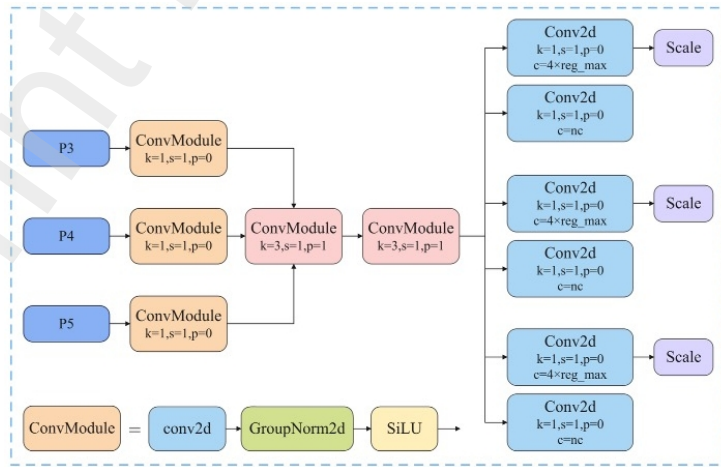 P3
ConvModule
k=1,s=1,p=0
P4
ConvModule
k=1,s=1,p=0
P5
ConvModule
k=1,s=1,p=0
ConvModule
k=3,s=1,p=1
ConvModule
k=3,s=1,p=1
Conv2d
k=1,s=1,p=0
c=4×reg_max
Scale
Conv2d
k=1,s=1,p=0
c=nc
Conv2d
k=1,s=1,p=0
c=4×reg_max
Scale
Conv2d
k=1,s=1,p=0
c=nc
Conv2d
k=1,s=1,p=0
c=4×reg_max
Scale
Conv2d
k=1,s=1,p=0
c=nc
ConvModule = conv2d GroupNorm2d SiLU